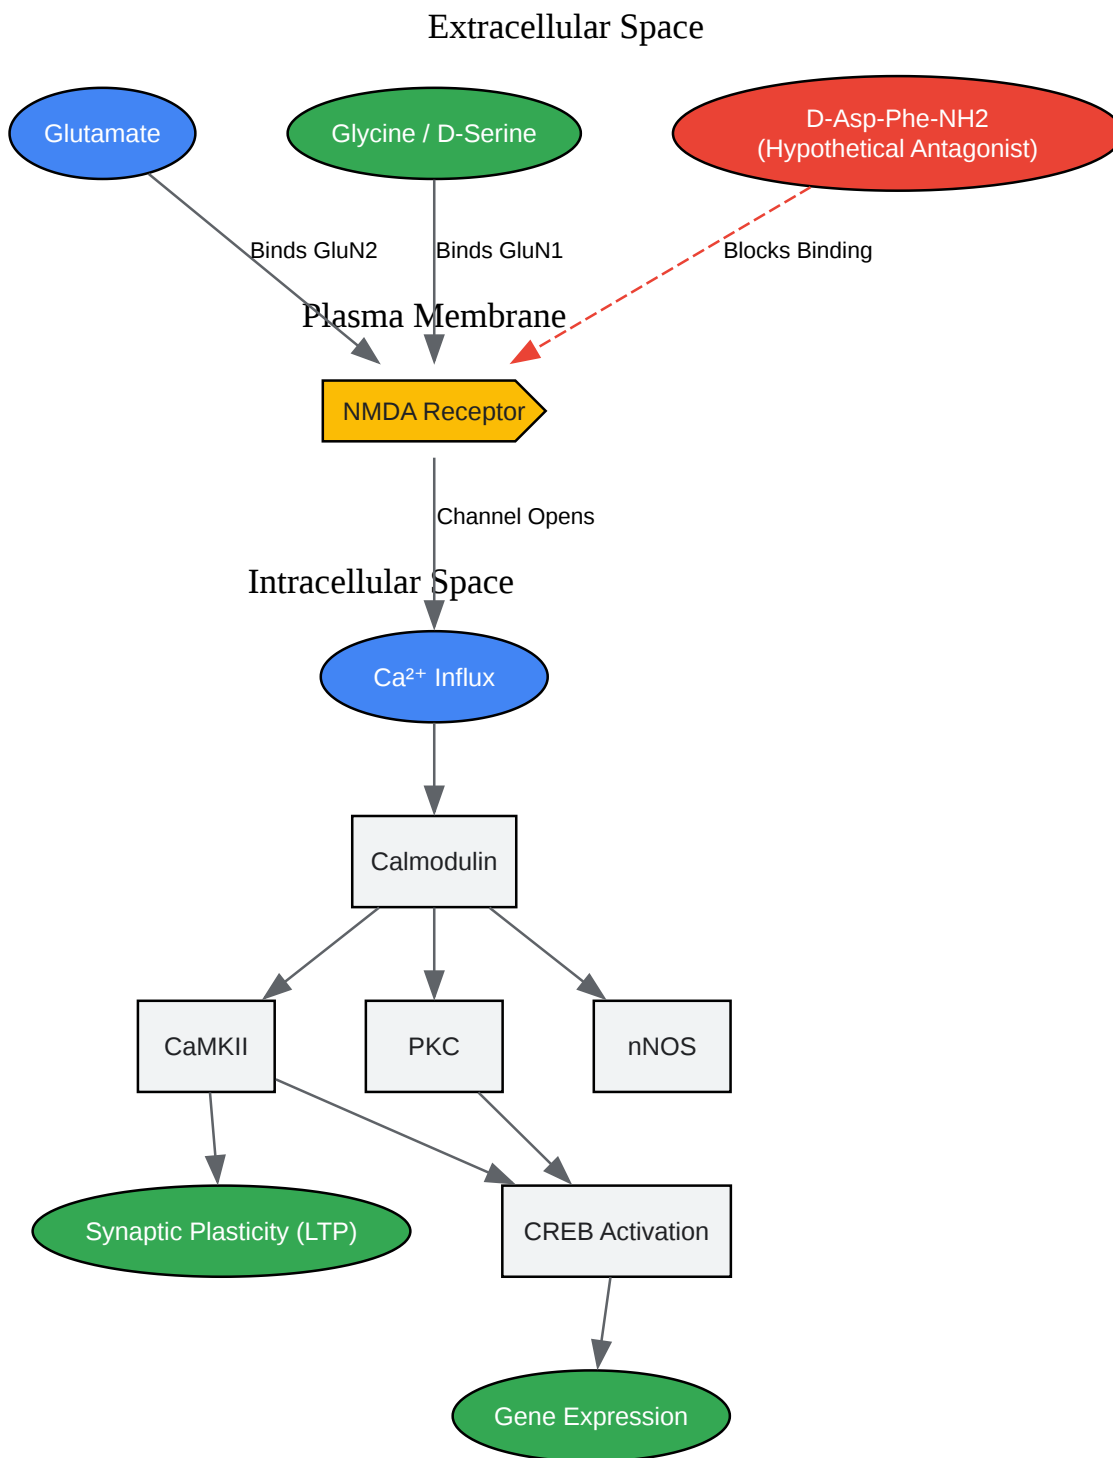 Extracellular Space
Glutamate
Glycine / D-Serine
D-Asp-Phe-NH2
(Hypothetical Antagonist)
Binds GluN2
Binds GluN1
Blocks Binding
Plasma Membrane
NMDA Receptor
Channel Opens
Intracellular Space
Ca²⁺ Influx
Calmodulin
CaMKII
PKC
nNOS
Synaptic Plasticity (LTP)
CREB Activation
Gene Expression